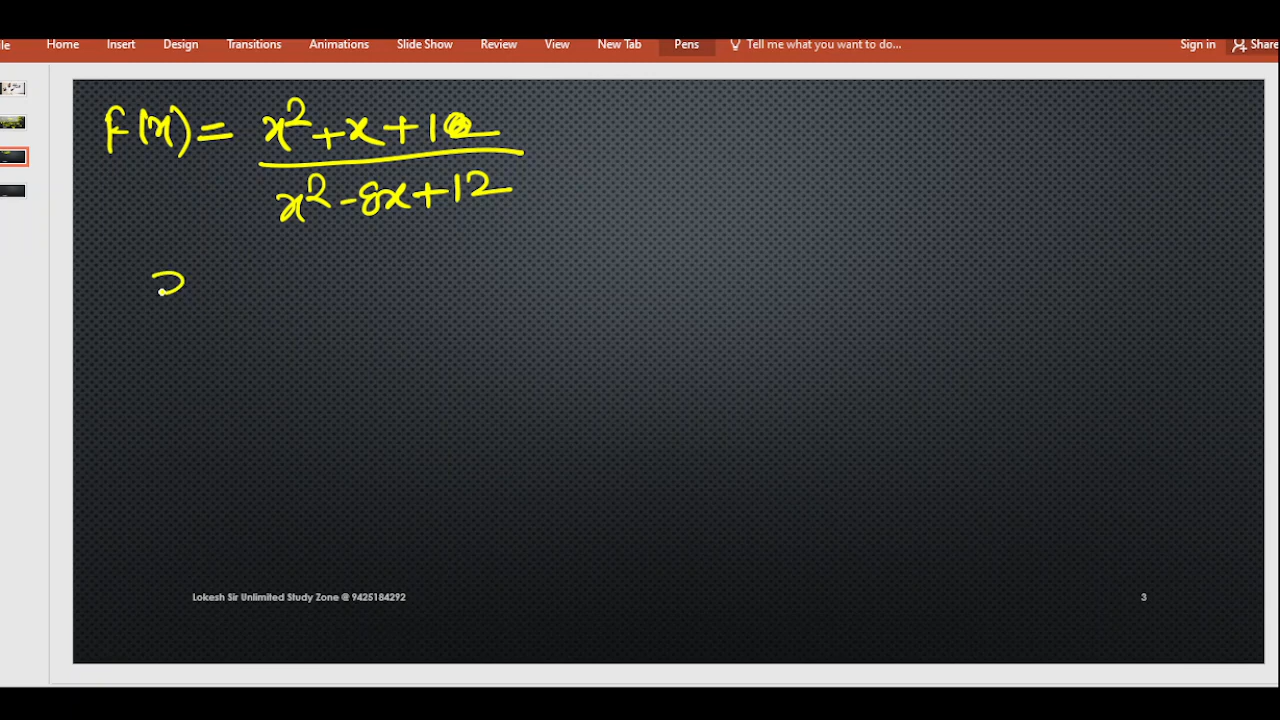 ile Home Insert Design Transitions Animations Slide Show Review View New Tab Pens Tell me what you want to do... Sign in Share
F(x) = x² + x + 1
x² - 8x + 12
Lokesh Sir Unlimited Study Zone @ 9425184292
3